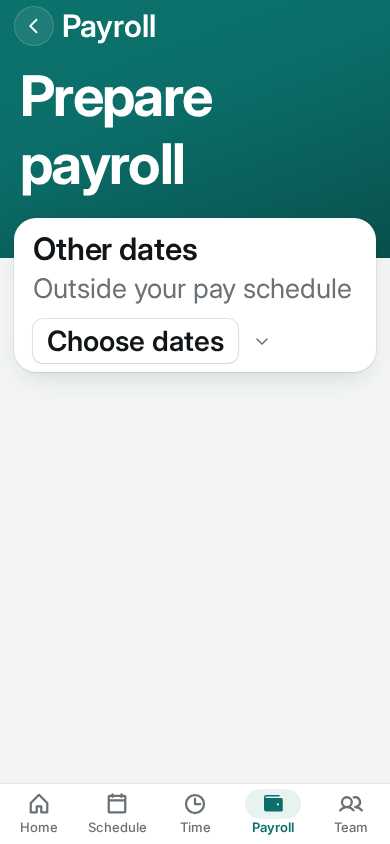 Payroll
Prepare
payroll
Other dates
Outside your pay schedule
Choose dates
Home
Schedule
Time
Payroll
Team